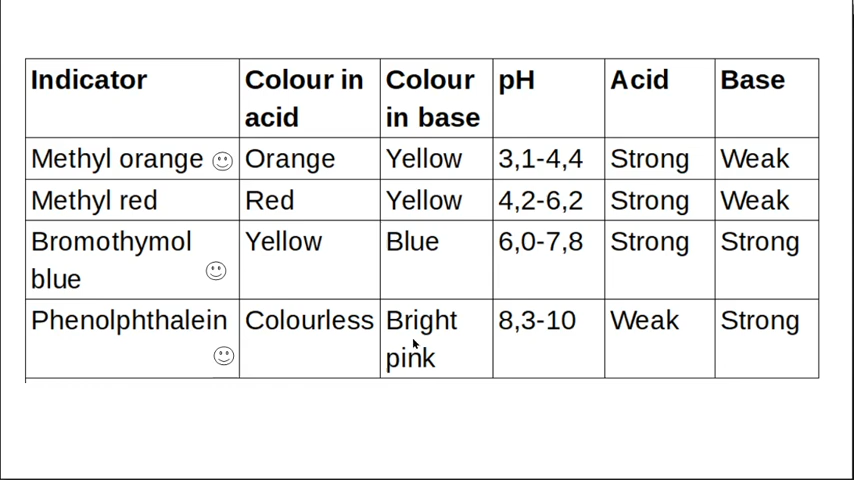 Indicator Colour in acid Colour in base pH Acid Base
Methyl orange Orange Yellow 3,1-4,4 Strong Weak
Methyl red Red Yellow 4,2-6,2 Strong Weak
Bromothymol blue Yellow Blue 6,0-7,8 Strong Strong
Phenolphthalein Colourless Bright pink 8,3-10 Weak Strong